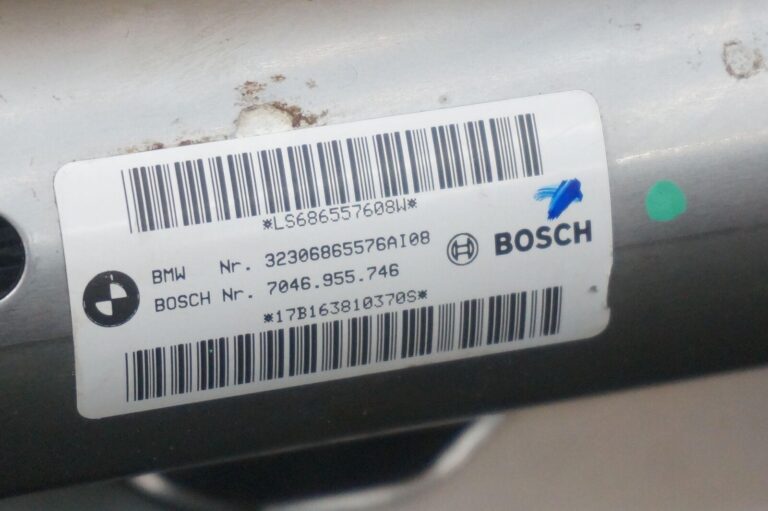 *LS686557608W*
BMW Nr. 32306865576AI08
BOSCH Nr. 7046.955.746
BOSCH
*17B163810370S*